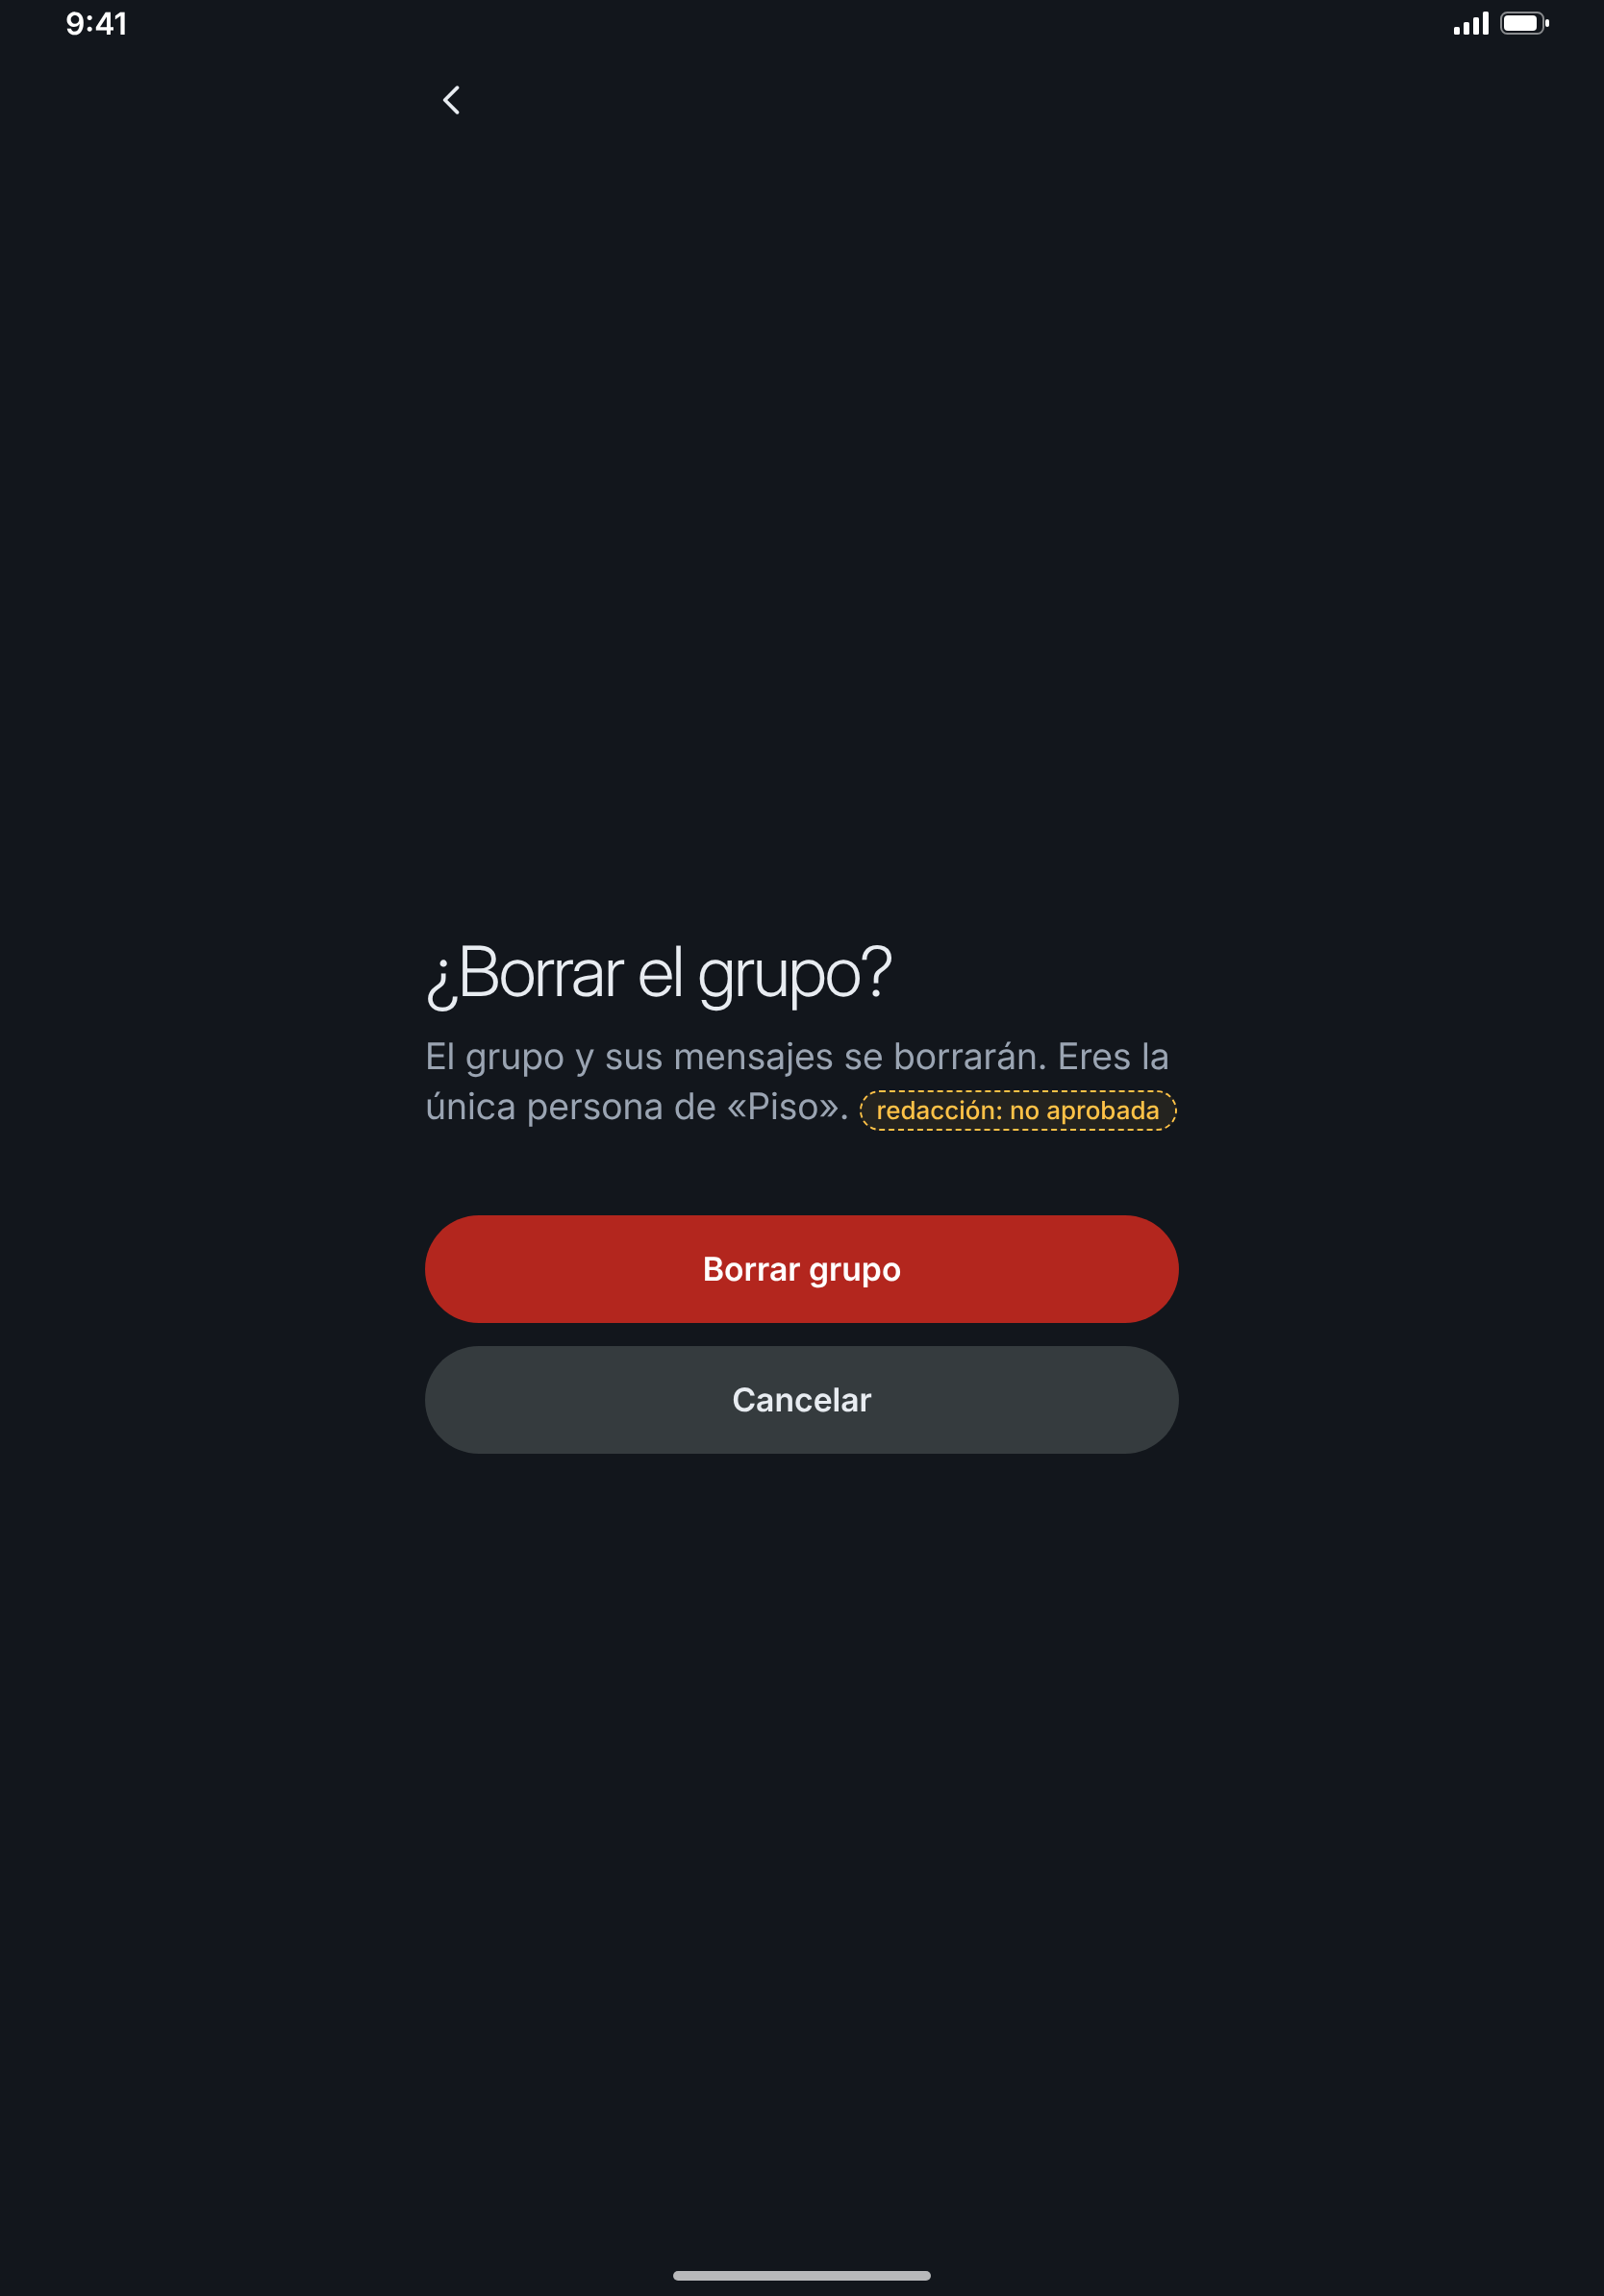 9:41
¿Borrar el grupo?
El grupo y sus mensajes se borrarán. Eres la
única persona de «Piso». redacción: no aprobada
Borrar grupo
Cancelar